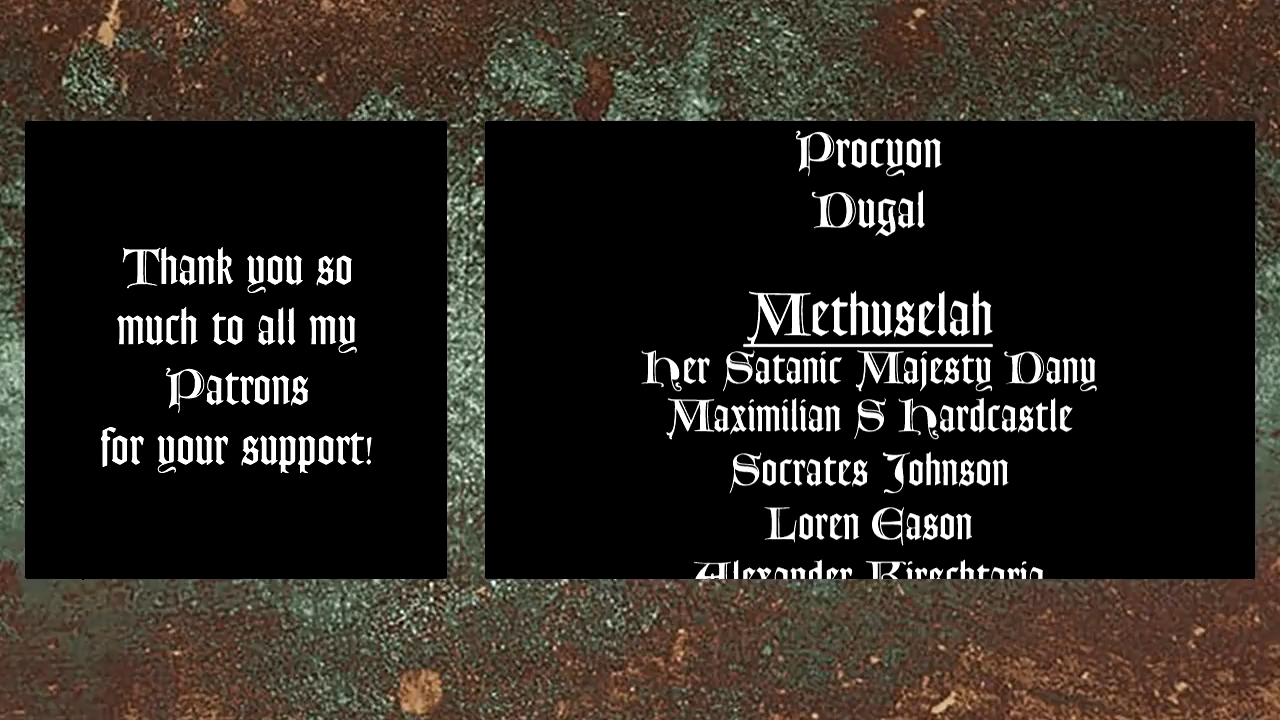 Thank you so
much to all my
Patrons
for your support!
Procyon
Dugal
Methuselah
Her Satanic Majesty Dany
Maximilian S Hardcastle
Socrates Johnson
Loren Eason
Alexander